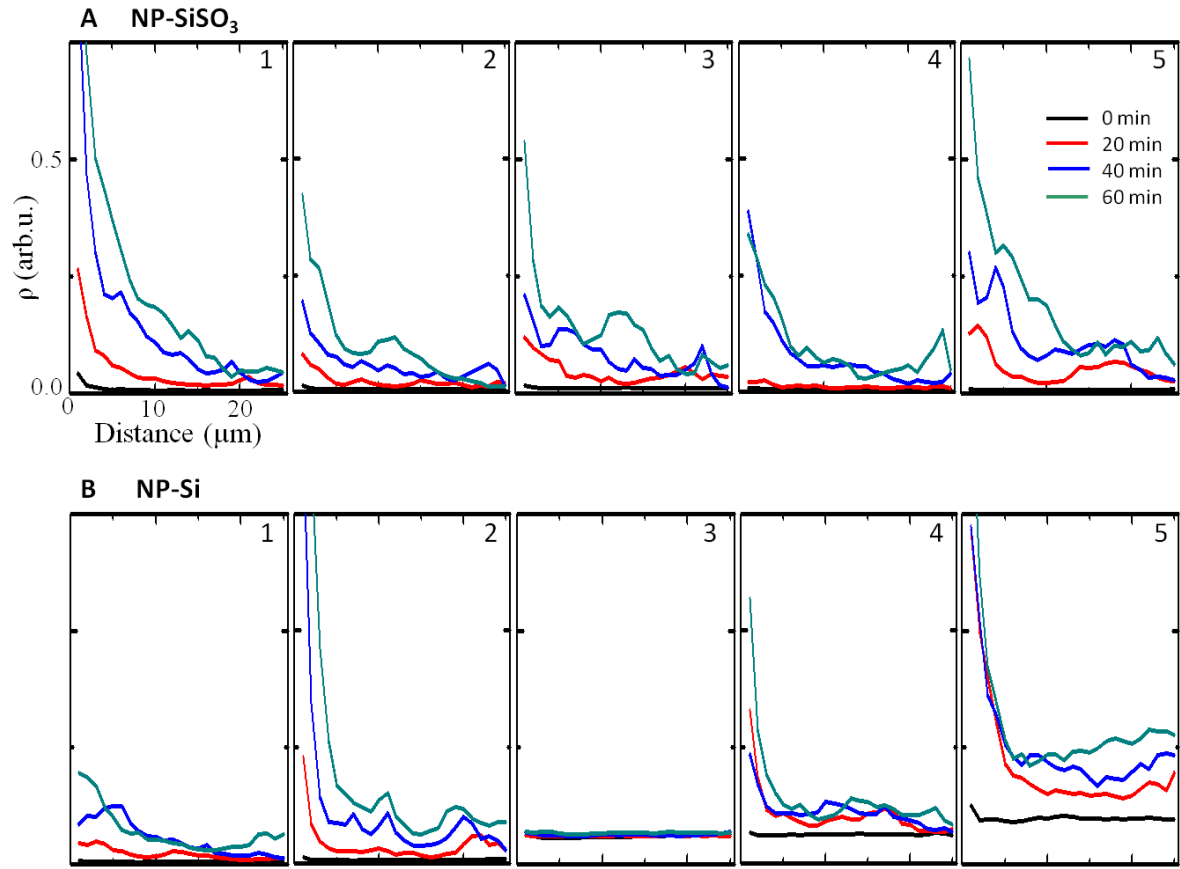 A NP-SiSO₃
1 2 3 4 5
0 min
20 min
40 min
60 min
0.5
ρ (arb.u.)
0.0
0 10 20
Distance (µm)
B NP-Si
1 2 3 4 5